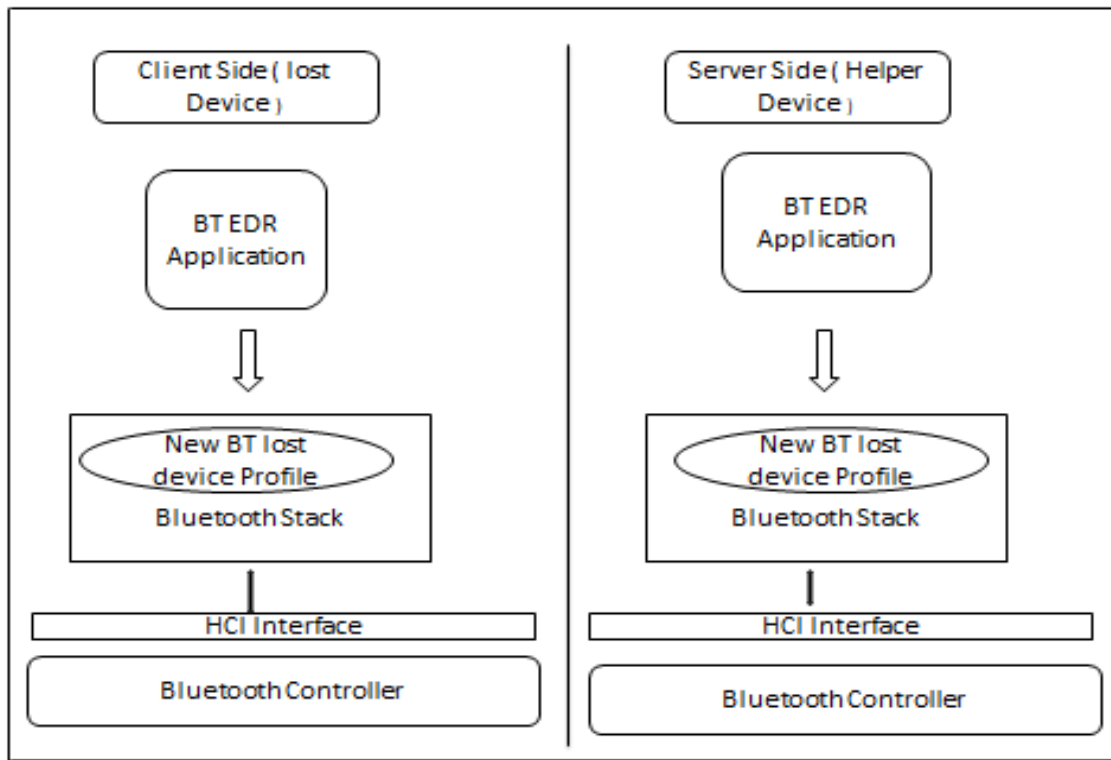 Client Side ( lost
Device )
BT EDR
Application
New BT lost
device Profile
Bluetooth Stack
HCI Interface
Bluetooth Controller
Server Side ( Helper
Device )
BT EDR
Application
New BT lost
device Profile
Bluetooth Stack
HCI Interface
Bluetooth Controller